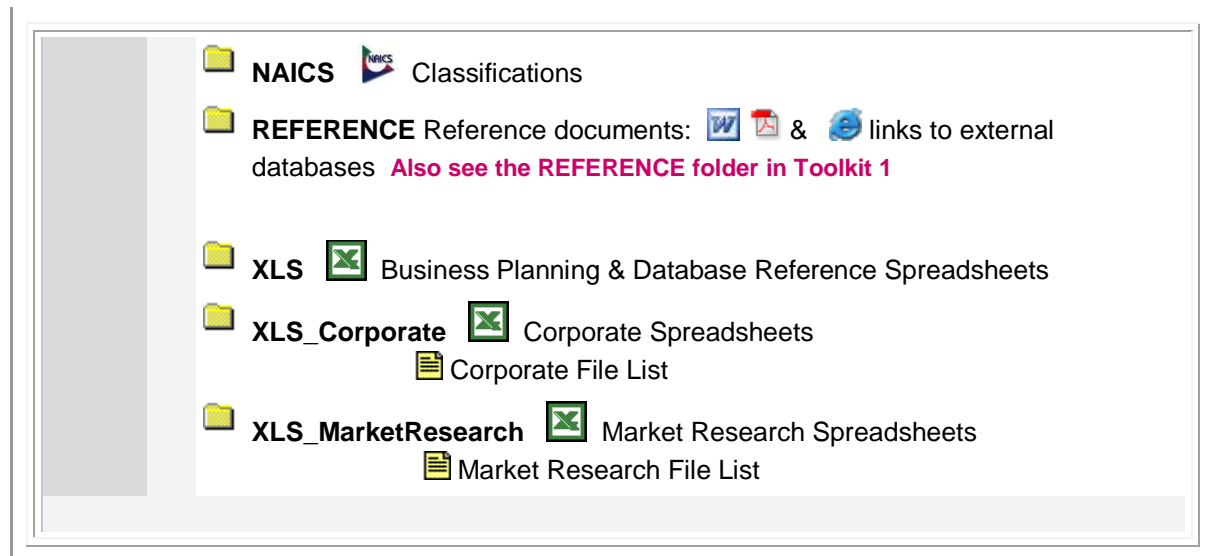 NAICS NAICS Classifications
REFERENCE Reference documents: W & links to external
databases Also see the REFERENCE folder in Toolkit 1
XLS X Business Planning & Database Reference Spreadsheets
XLS_Corporate X Corporate Spreadsheets
Corporate File List
XLS_MarketResearch X Market Research Spreadsheets
Market Research File List